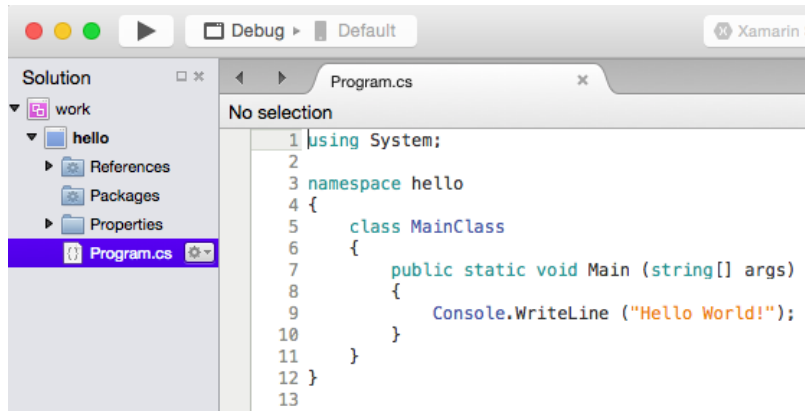 Debug Default Xamarin
Solution
Program.cs
work
No selection
hello
References
Packages
Properties
Program.cs
1 using System;
2
3 namespace hello
4 {
5     class MainClass
6     {
7         public static void Main (string[] args)
8         {
9             Console.WriteLine ("Hello World!");
10         }
11     }
12 }
13